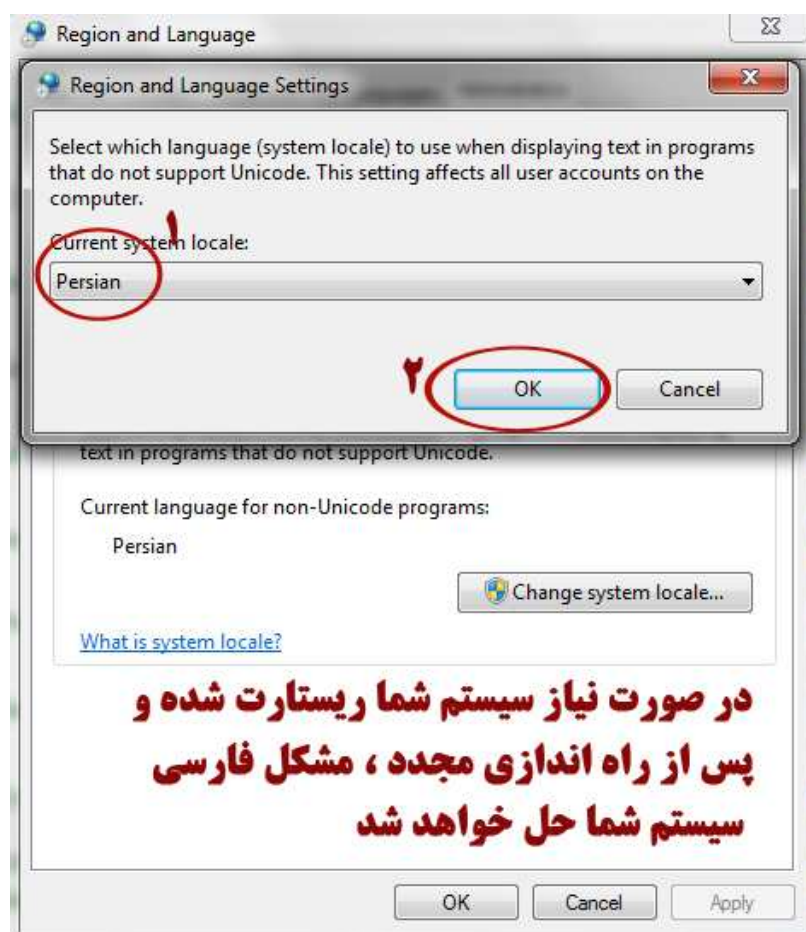 Region and Language
Region and Language Settings
Select which language (system locale) to use when displaying text in programs
that do not support Unicode. This setting affects all user accounts on the
computer.
۱
Current system locale:
Persian
۲
OK
Cancel
text in programs that do not support Unicode.
Current language for non-Unicode programs:
Persian
Change system locale...
What is system locale?
در صورت نیاز سیستم شما ریستارت شده و
پس از راه اندازی مجدد ، مشکل فارسی
سیستم شما حل خواهد شد
OK
Cancel
Apply